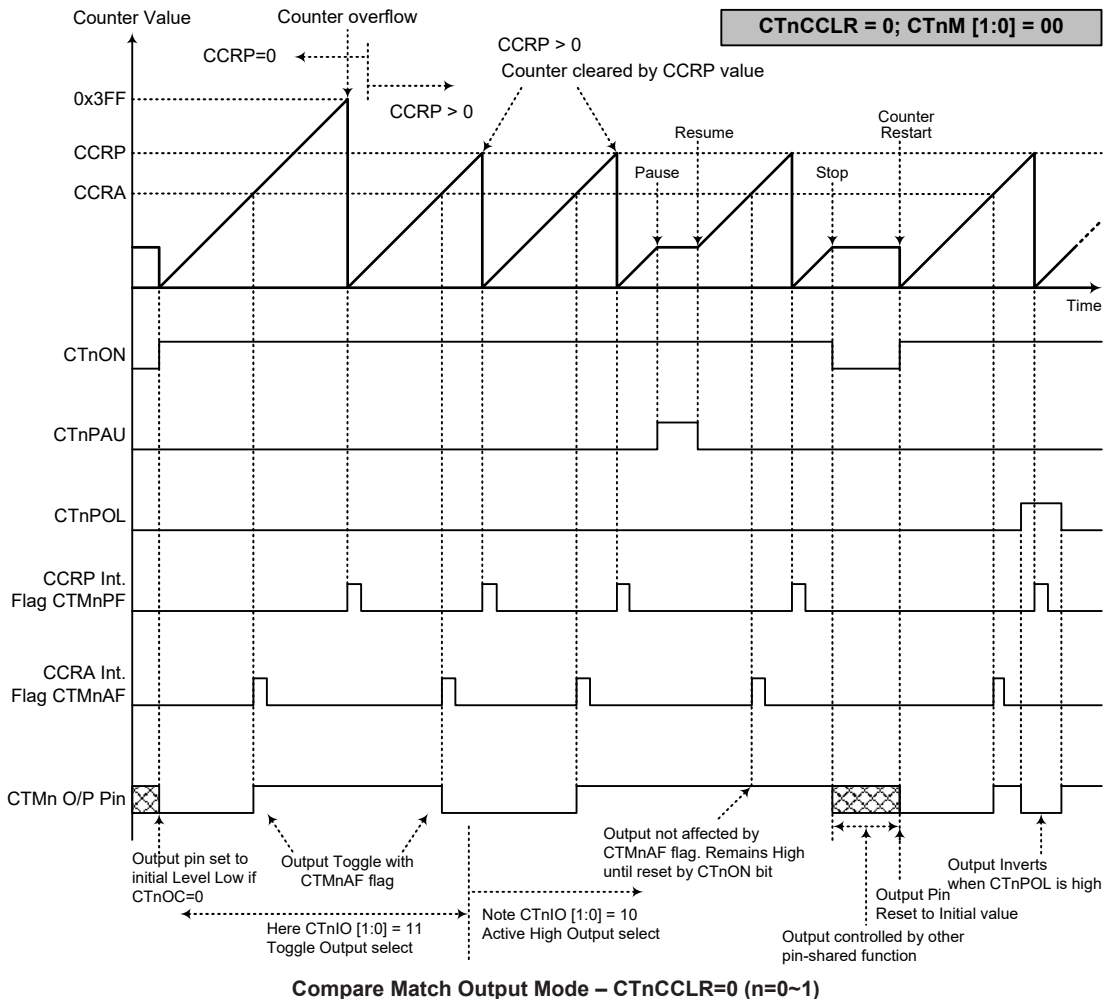 Counter Value
Counter overflow
CTnCCLR = 0; CTnM [1:0] = 00
CCRP=0
CCRP > 0
CCRP > 0
Counter cleared by CCRP value
0x3FF
CCRP
CCRA
Pause
Resume
Stop
Counter
Restart
Time
CTnON
CTnPAU
CTnPOL
CCRP Int.
Flag CTMnPF
CCRA Int.
Flag CTMnAF
CTMn O/P Pin
Output pin set to
initial Level Low if
CTnOC=0
Output Toggle with
CTMnAF flag
Here CTnIO [1:0] = 11
Toggle Output select
Note CTnIO [1:0] = 10
Active High Output select
Output not affected by
CTMnAF flag. Remains High
until reset by CTnON bit
Output Pin
Reset to Initial value
Output controlled by other
pin-shared function
Output Inverts
when CTnPOL is high
Compare Match Output Mode – CTnCCLR=0 (n=0~1)